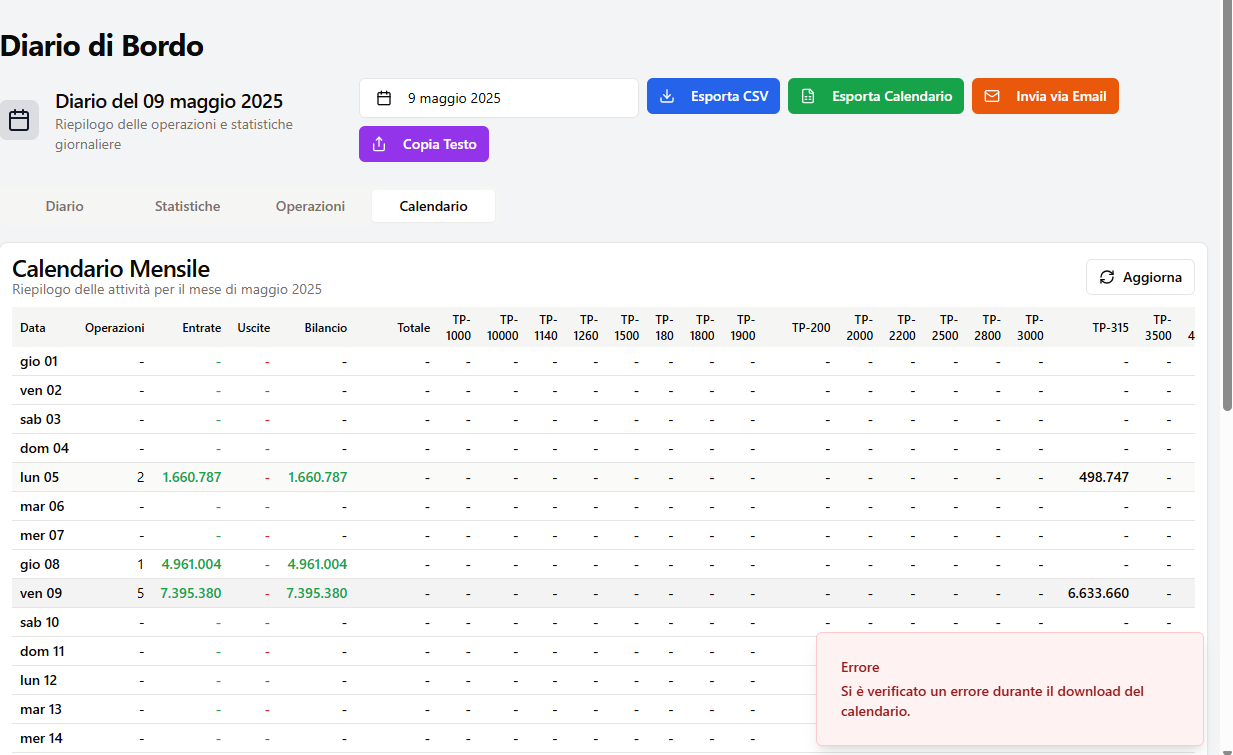 Diario di Bordo
Diario del 09 maggio 2025
Riepilogo delle operazioni e statistiche
giornaliere
9 maggio 2025
Esporta CSV
Esporta Calendario
Invia via Email
Copia Testo
Diario Statistiche Operazioni Calendario
Calendario Mensile
Riepilogo delle attività per il mese di maggio 2025
Aggiorna
Data Operazioni Entrate Uscite Bilancio Totale TP-1000 TP-10000 TP-1140 TP-1260 TP-1500 TP-180 TP-1800 TP-1900 TP-200 TP-2000 TP-2200 TP-2500 TP-2800 TP-3000 TP-315 TP-3500 4
gio 01 - - - - - - - - - - - - - - - - - - - - - -
ven 02 - - - - - - - - - - - - - - - - - - - - - -
sab 03 - - - - - - - - - - - - - - - - - - - - - -
dom 04 - - - - - - - - - - - - - - - - - - - - - -
lun 05 2 1.660.787 - 1.660.787 - - - - - - - - - - - - - - - - 498.747 -
mar 06 - - - - - - - - - - - - - - - - - - - - - -
mer 07 - - - - - - - - - - - - - - - - - - - - - -
gio 08 1 4.961.004 - 4.961.004 - - - - - - - - - - - - - - - - - -
ven 09 5 7.395.380 - 7.395.380 - - - - - - - - - - - - - - - - 6.633.660 -
sab 10 - - - - - - - - - - - - - - - - - - - - - -
dom 11 - - - - - - - - - - - - -
lun 12 - - - - - - - - - - - - -
mar 13 - - - - - - - - - - - - -
mer 14 - - - - - - - - - - - - -
Errore
Si è verificato un errore durante il download del
calendario.